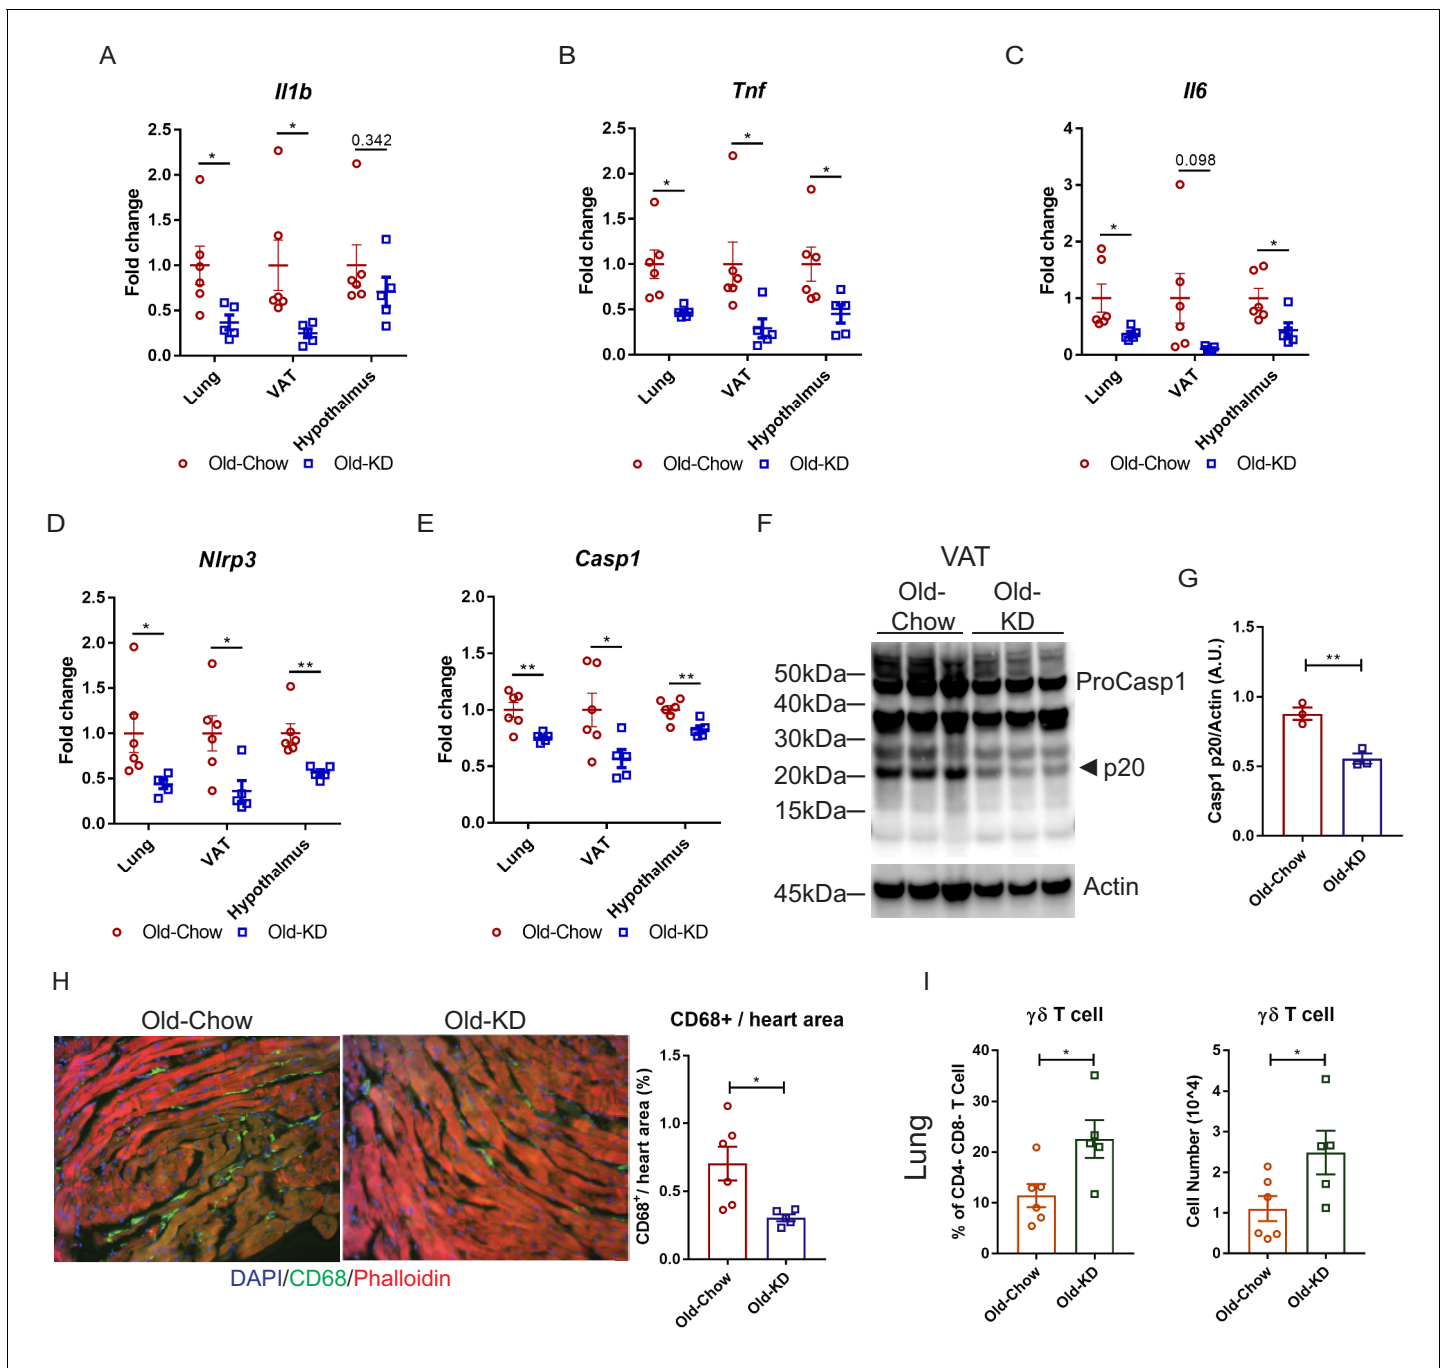 A
B
C
Il1b
Tnf
Il6
Fold change
2.5
2.0
1.5
1.0
0.5
0.0
*
*
0.342
Lung
VAT
Hypothalmus
Old-Chow Old-KD
Fold change
2.5
2.0
1.5
1.0
0.5
0.0
*
*
*
Lung
VAT
Hypothalmus
Old-Chow Old-KD
Fold change
4
3
2
1
0
*
0.098
*
Lung
VAT
Hypothalmus
Old-Chow Old-KD
D
E
F
G
Nlrp3
Fold change
2.5
2.0
1.5
1.0
0.5
0.0
*
*
**
Lung
VAT
Hypothalmus
Old-Chow Old-KD
Casp1
Fold change
2.0
1.5
1.0
0.5
0.0
**
*
**
Lung
VAT
Hypothalmus
Old-Chow Old-KD
VAT
Old-Chow
Old-KD
50kDa
40kDa
30kDa
20kDa
15kDa
45kDa
ProCasp1
p20
Actin
Casp1 p20/Actin (A.U.)
1.5
1.0
0.5
0.0
**
Old-Chow
Old-KD
H
I
Old-Chow
Old-KD
DAPI/CD68/Phalloidin
CD68+ / heart area
CD68+/ heart area (%)
1.5
1.0
0.5
0.0
*
Old-Chow
Old-KD
Lung
γδ T cell
% of CD4- CD8- T Cell
40
30
20
10
0
*
Old-Chow
Old-KD
γδ T cell
Cell Number (10^4)
5
4
3
2
1
0
*
Old-Chow
Old-KD